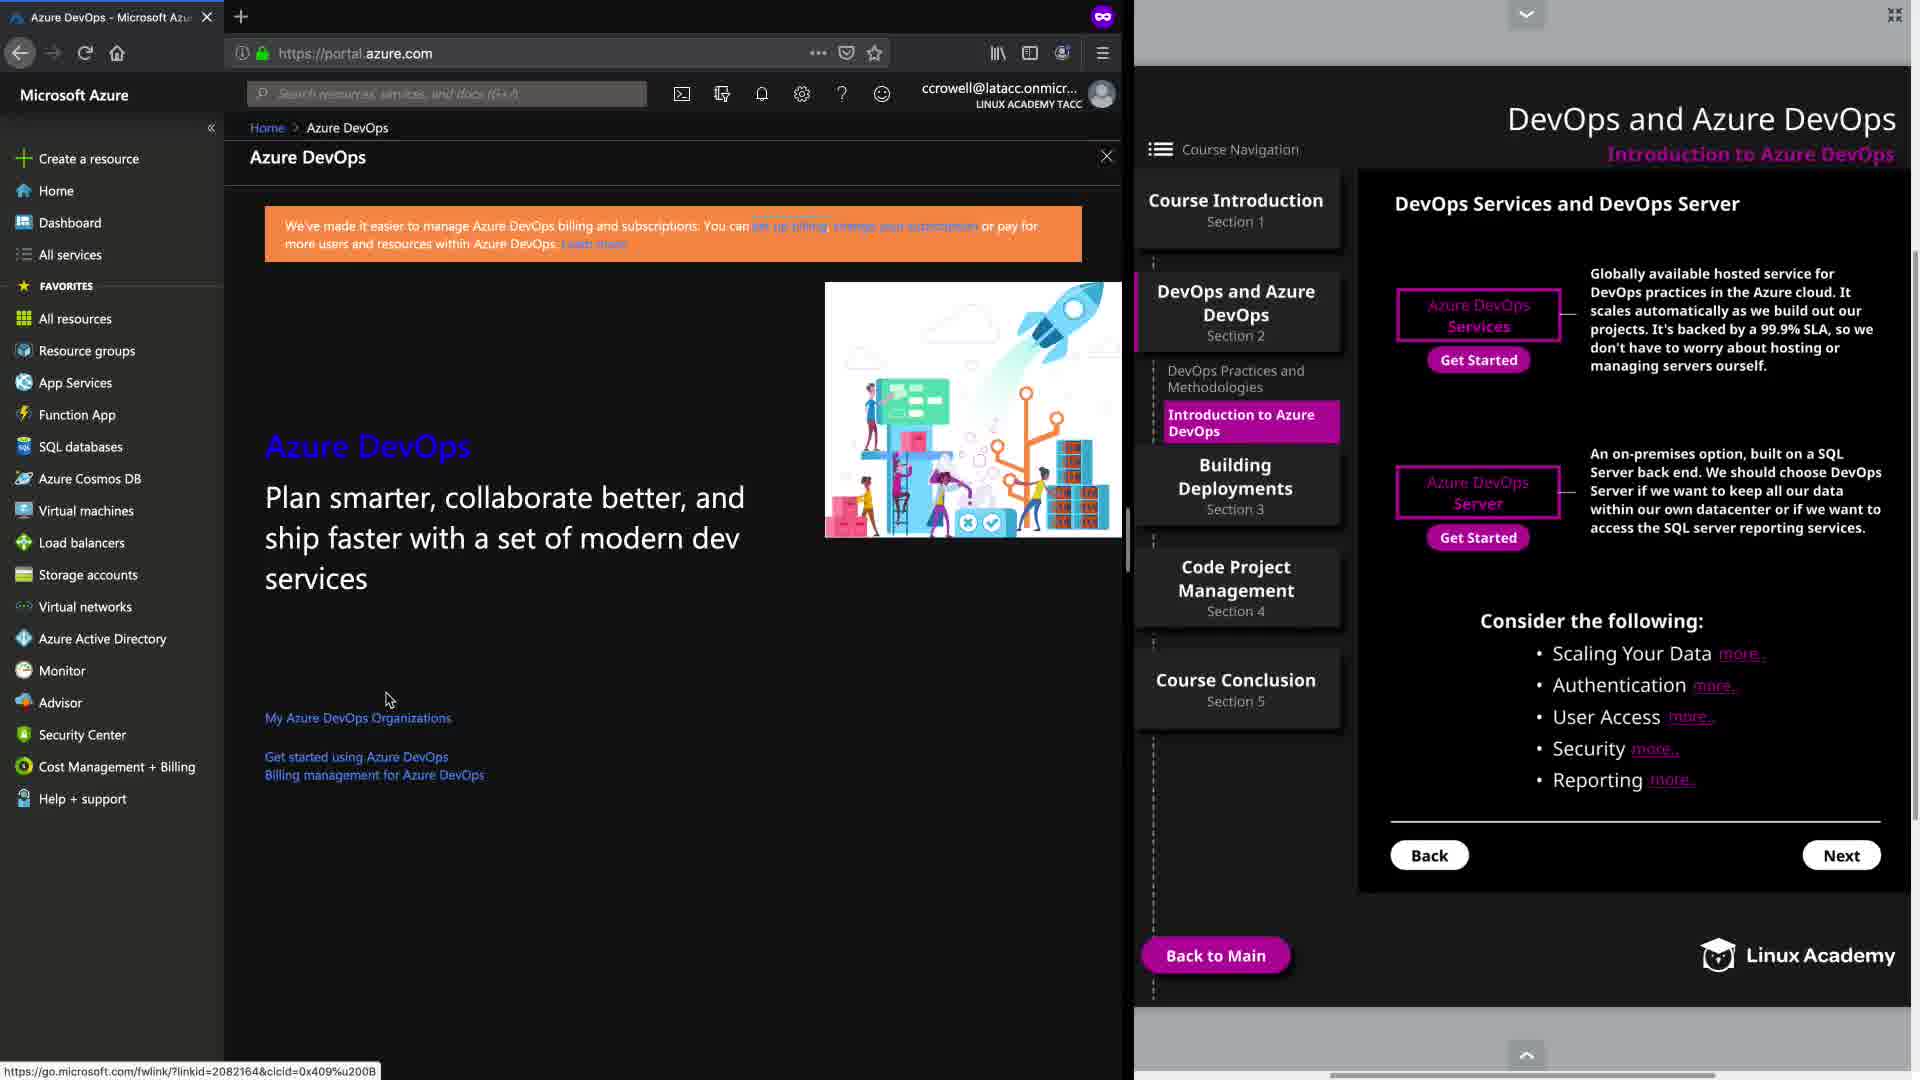 Azure DevOps - Microsoft Azu
https://portal.azure.com
Microsoft Azure
Search resources, services, and docs (G+/)
ccrowell@latacc.onmicr...
LINUX ACADEMY TACC
Home > Azure DevOps
Azure DevOps
Create a resource
Home
Dashboard
All services
FAVORITES
All resources
Resource groups
App Services
Function App
SQL databases
Azure Cosmos DB
Virtual machines
Load balancers
Storage accounts
Virtual networks
Azure Active Directory
Monitor
Advisor
Security Center
Cost Management + Billing
Help + support
We've made it easier to manage Azure DevOps billing and subscriptions. You can set up billing, change your subscription or pay for
more users and resources within Azure DevOps. Learn more
Azure DevOps
Plan smarter, collaborate better, and
ship faster with a set of modern dev
services
My Azure DevOps Organizations
Get started using Azure DevOps
Billing management for Azure DevOps
https://go.microsoft.com/fwlink/?linkid=2082164&clcid=0x409%u200B
DevOps and Azure DevOps
Introduction to Azure DevOps
Course Navigation
Course Introduction
Section 1
DevOps and Azure
DevOps
Section 2
DevOps Practices and
Methodologies
Introduction to Azure
DevOps
Building
Deployments
Section 3
Code Project
Management
Section 4
Course Conclusion
Section 5
Back to Main
DevOps Services and DevOps Server
Azure DevOps
Services
Get Started
Globally available hosted service for
DevOps practices in the Azure cloud. It
scales automatically as we build out our
projects. It's backed by a 99.9% SLA, so we
don't have to worry about hosting or
managing servers ourself.
Azure DevOps
Server
Get Started
An on-premises option, built on a SQL
Server back end. We should choose DevOps
Server if we want to keep all our data
within our own datacenter or if we want to
access the SQL server reporting services.
Consider the following:
• Scaling Your Data more..
• Authentication more..
• User Access more..
• Security more..
• Reporting more..
Back
Next
Linux Academy